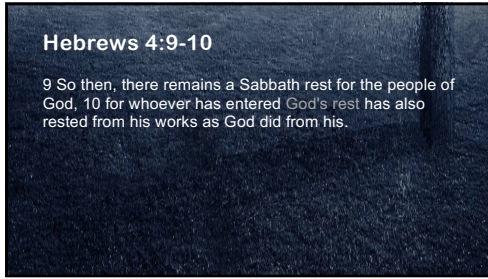 Hebrews 4:9-10
9 So then, there remains a Sabbath rest for the people of
God, 10 for whoever has entered God's rest has also
rested from his works as God did from his.